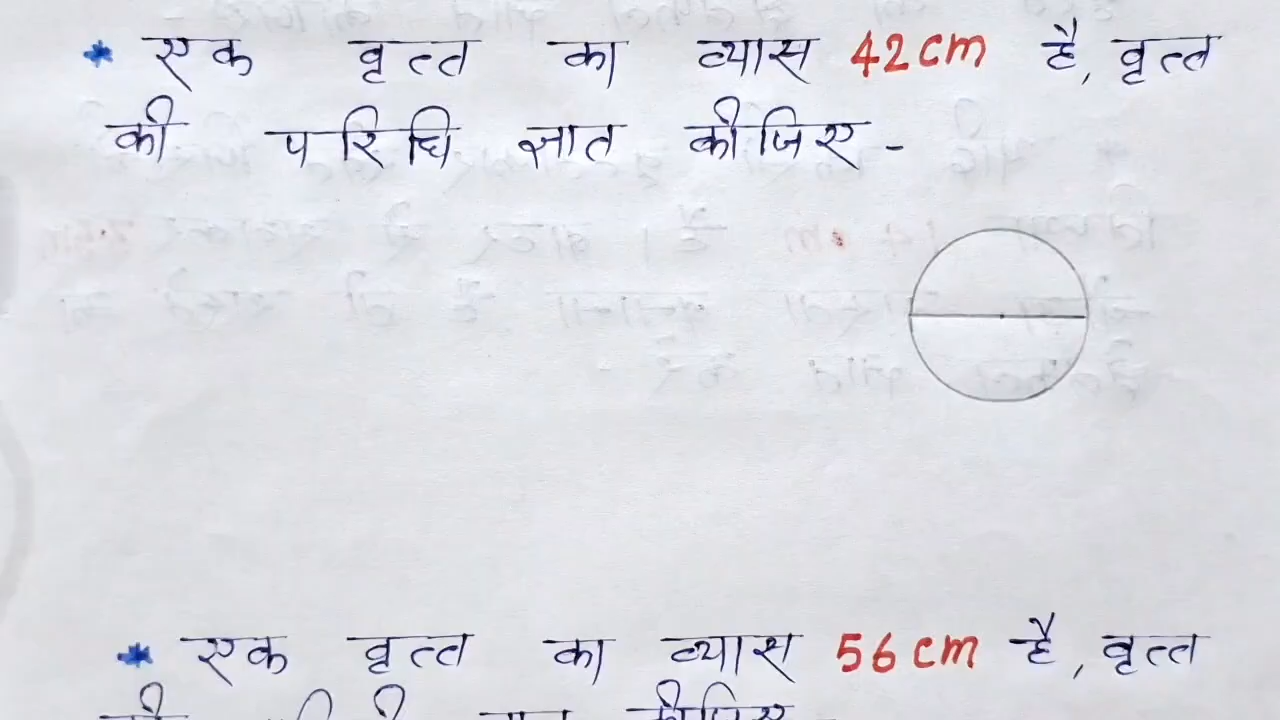 * एक वृत्त का व्यास 42cm है, वृत्त
की परिधि ज्ञात कीजिए -
* एक वृत्त का व्यास 56cm है, वृत्त